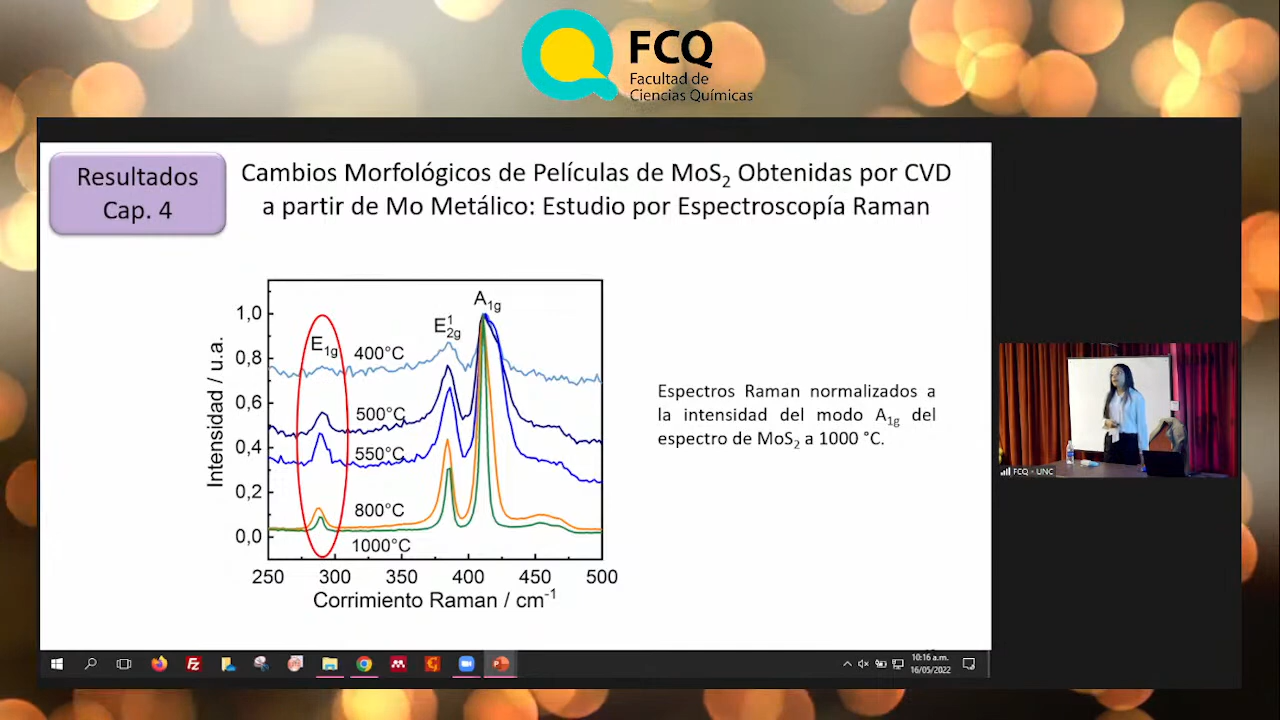 FCQ
Facultad de
Ciencias Químicas
Resultados
Cap. 4
Cambios Morfológicos de Películas de MoS2 Obtenidas por CVD
a partir de Mo Metálico: Estudio por Espectroscopía Raman
A1g
E12g
E1g
400°C
500°C
550°C
800°C
1000°C
1,0
0,8
0,6
0,4
0,2
0,0
Intensidad / u.a.
250 300 350 400 450 500
Corrimiento Raman / cm-1
Espectros Raman normalizados a
la intensidad del modo A1g del
espectro de MoS2 a 1000 °C.
FCQ - UNC
10:16 a.m.
16/05/2022